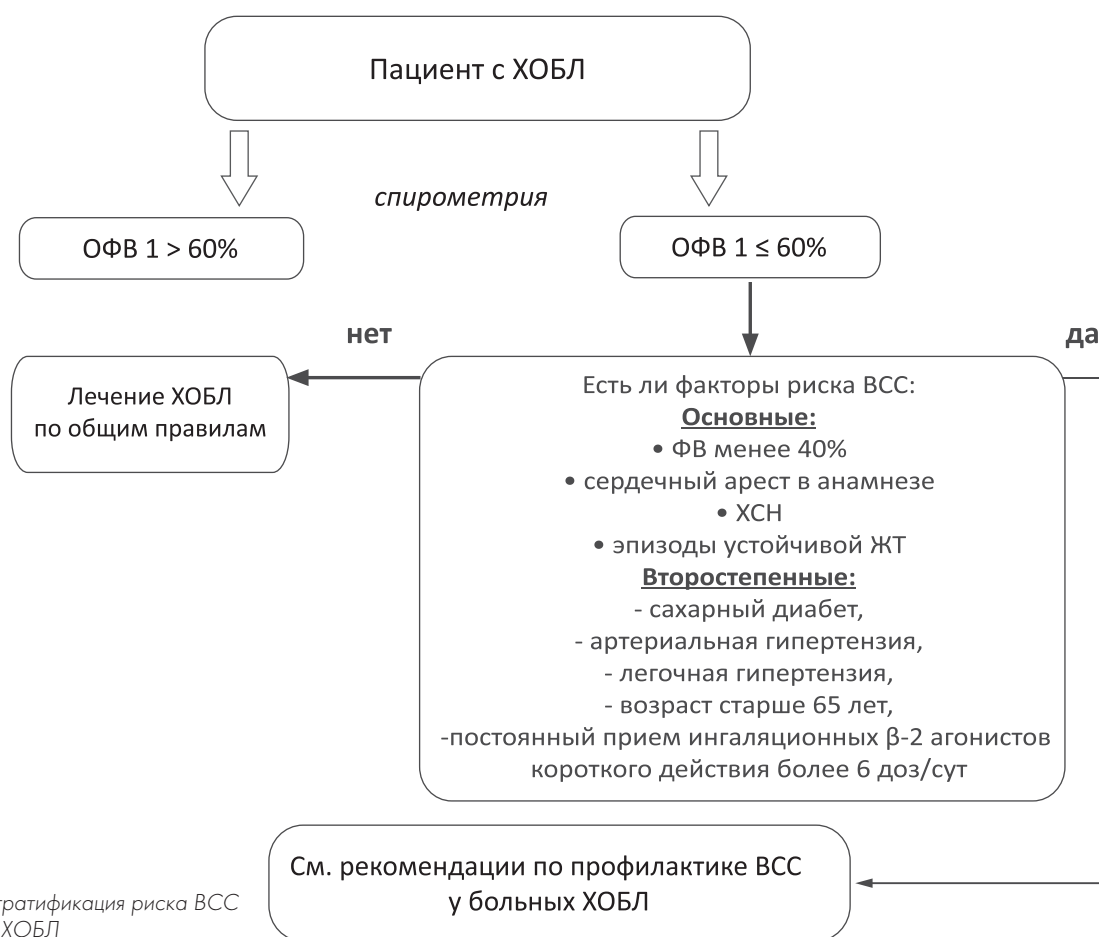 Пациент с ХОБЛ
спирометрия
ОФВ 1 > 60%
ОФВ 1 ≤ 60%
нет
да
Лечение ХОБЛ
по общим правилам
Есть ли факторы риска ВСС:
Основные:
• ФВ менее 40%
• сердечный арест в анамнезе
• ХСН
• эпизоды устойчивой ЖТ
Второстепенные:
- сахарный диабет,
- артериальная гипертензия,
- легочная гипертензия,
- возраст старше 65 лет,
-постоянный прием ингаляционных β-2 агонистов
короткого действия более 6 доз/сут
См. рекомендации по профилактике ВСС
у больных ХОБЛ
ратификация риска ВСС
ХОБЛ